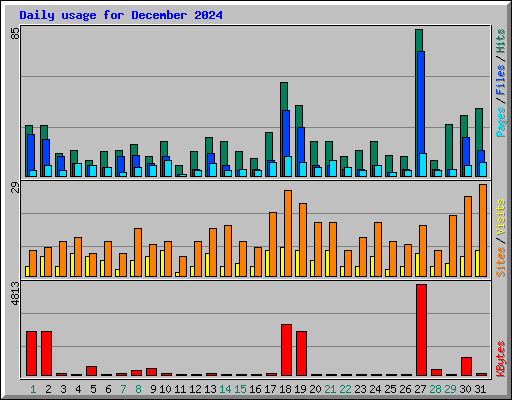 Daily usage for December 2024
85
Pages / Files / Hits
29
Sites / Visits
4813
KBytes
1 2 3 4 5 6 7 8 9 10 11 12 13 14 15 16 17 18 19 20 21 22 23 24 25 26 27 28 29 30 31